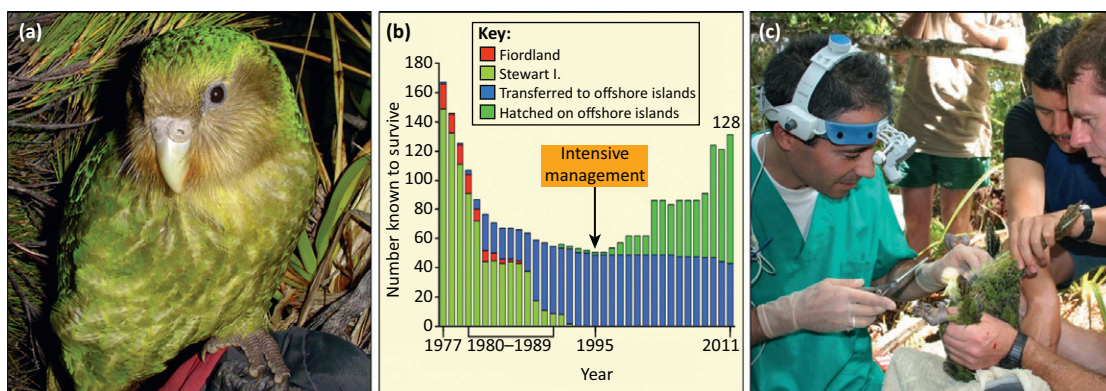 (a)
(b)
Key:
Fiordland
Stewart I.
Transferred to offshore islands
Hatched on offshore islands
Number known to survive
180
160
140
120
100
80
60
40
20
0
128
Intensive
management
1977
1980–1989
1995
2011
Year
(c)